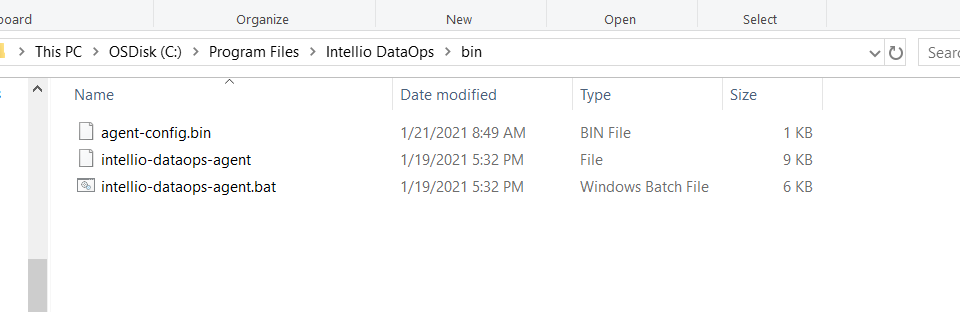 board Organize New Open Select
This PC > OSDisk (C:) > Program Files > Intellio DataOps > bin Searc
Name Date modified Type Size
agent-config.bin 1/21/2021 8:49 AM BIN File 1 KB
intellio-dataops-agent 1/19/2021 5:32 PM File 9 KB
intellio-dataops-agent.bat 1/19/2021 5:32 PM Windows Batch File 6 KB